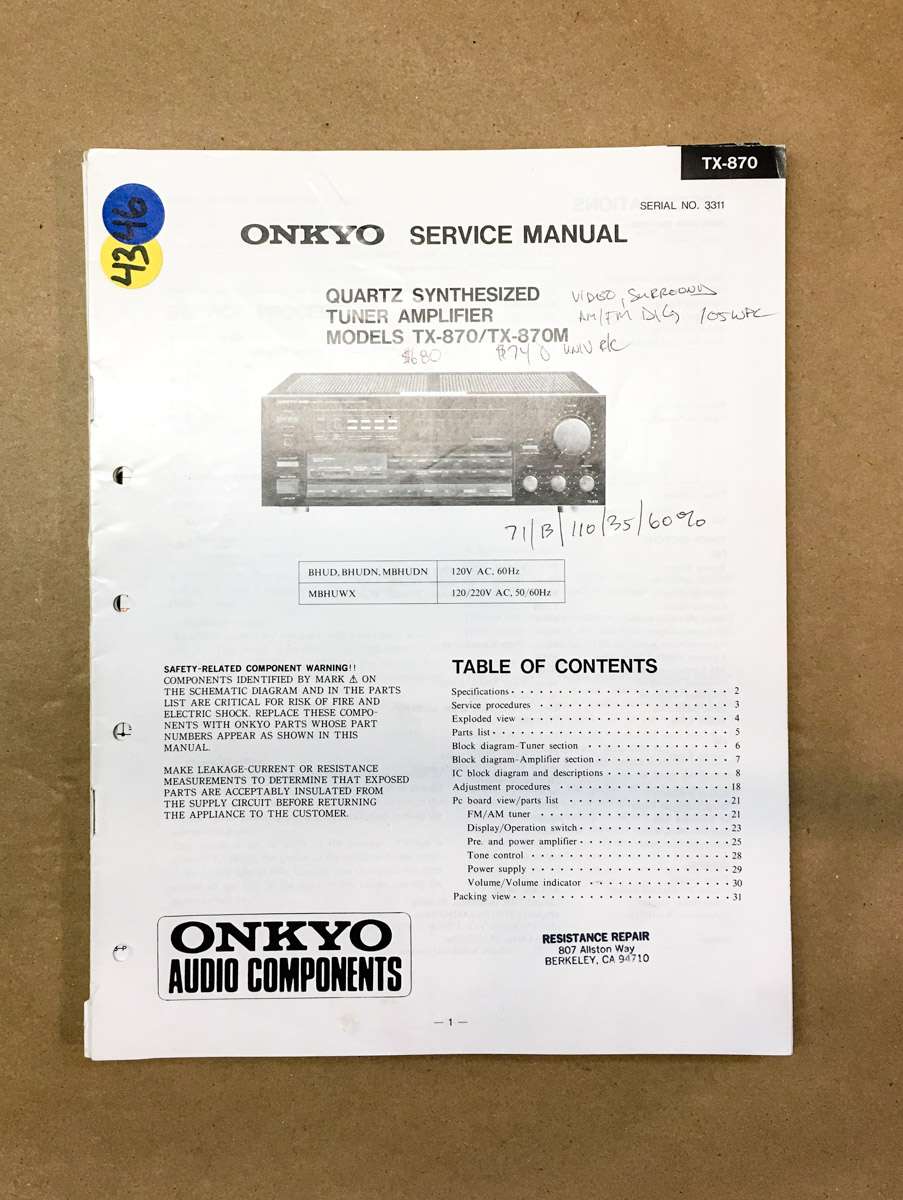 TX-870
SERIAL NO. 3311
4346
ONKYO SERVICE MANUAL
QUARTZ SYNTHESIZED
TUNER AMPLIFIER
MODELS TX-870/TX-870M
VIDEO, SURROUND
AM/FM DIG 105WPC
$680 $740 UNIV R/C
71/B/110/35/60%
BHUD, BHUDN, MBHUDN 120V AC, 60Hz
MBHUWX 120/220V AC, 50/60Hz
SAFETY-RELATED COMPONENT WARNING!!
COMPONENTS IDENTIFIED BY MARK ⚠ ON
THE SCHEMATIC DIAGRAM AND IN THE PARTS
LIST ARE CRITICAL FOR RISK OF FIRE AND
ELECTRIC SHOCK. REPLACE THESE COMPO-
NENTS WITH ONKYO PARTS WHOSE PART
NUMBERS APPEAR AS SHOWN IN THIS
MANUAL.
MAKE LEAKAGE-CURRENT OR RESISTANCE
MEASUREMENTS TO DETERMINE THAT EXPOSED
PARTS ARE ACCEPTABLY INSULATED FROM
THE SUPPLY CIRCUIT BEFORE RETURNING
THE APPLIANCE TO THE CUSTOMER.
TABLE OF CONTENTS
Specifications 2
Service procedures 3
Exploded view 4
Parts list 5
Block diagram-Tuner section 6
Block diagram-Amplifier section 7
IC block diagram and descriptions 8
Adjustment procedures 18
Pc board view/parts list 21
FM/AM tuner 21
Display/Operation switch 23
Pre. and power amplifier 25
Tone control 28
Power supply 29
Volume/Volume indicator 30
Packing view 31
ONKYO
AUDIO COMPONENTS
RESISTANCE REPAIR
807 Allston Way
BERKELEY, CA 94710
— 1 —